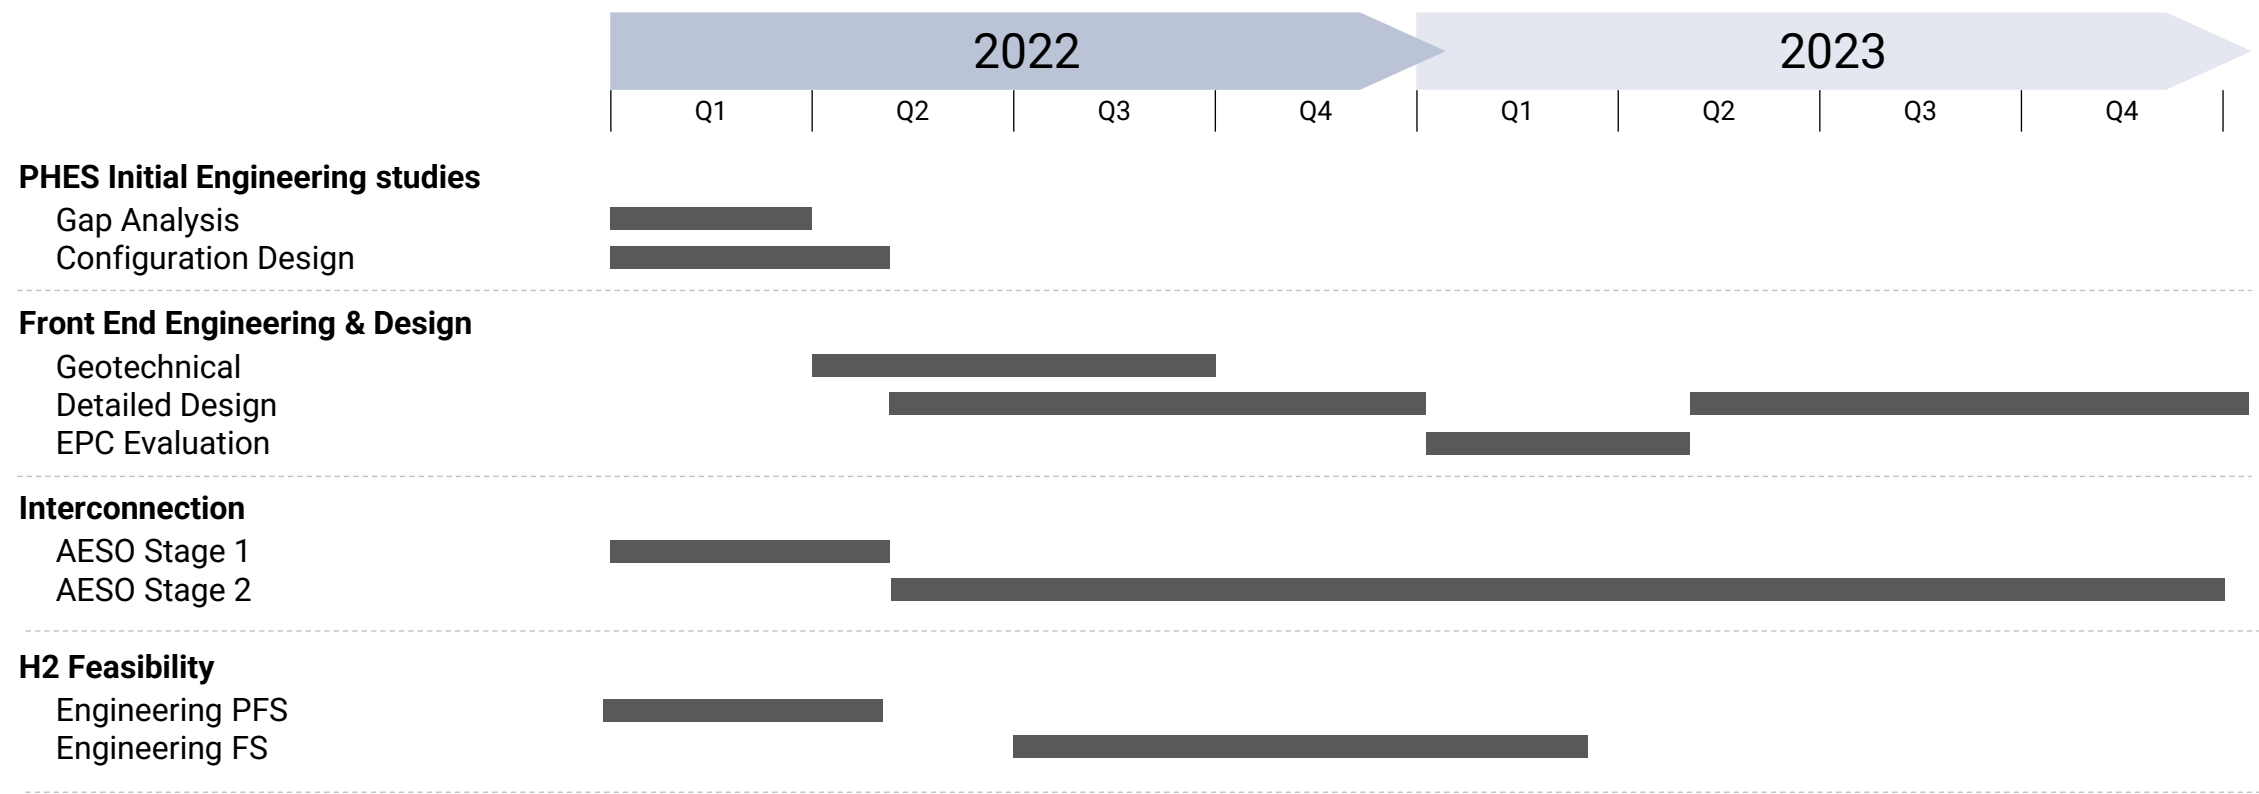 2022 2023
Q1 Q2 Q3 Q4 Q1 Q2 Q3 Q4
PHES Initial Engineering studies
Gap Analysis
Configuration Design
Front End Engineering & Design
Geotechnical
Detailed Design
EPC Evaluation
Interconnection
AESO Stage 1
AESO Stage 2
H2 Feasibility
Engineering PFS
Engineering FS